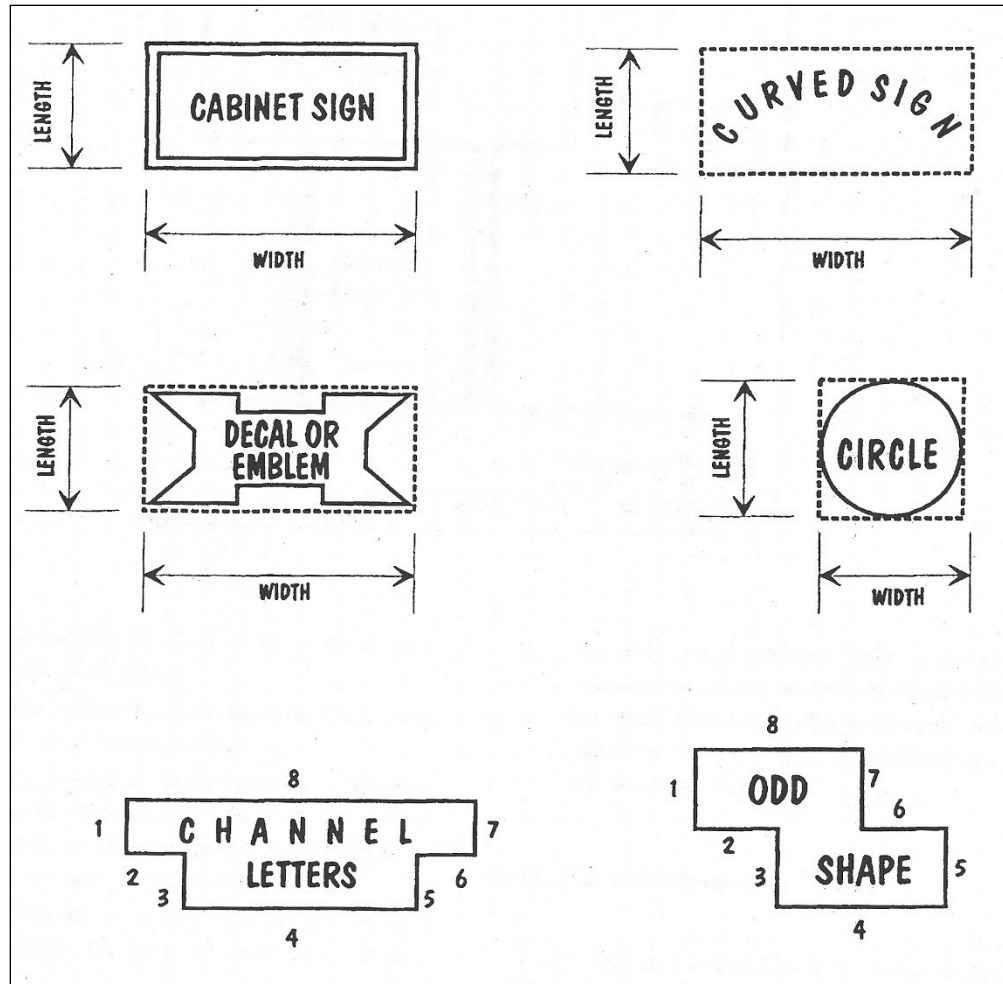 LENGTH
CABINET SIGN
WIDTH
LENGTH
CURVED SIGN
WIDTH
LENGTH
DECAL OR
EMBLEM
WIDTH
LENGTH
CIRCLE
WIDTH
8
1
CHANNEL
7
LETTERS
2
3
5
6
4
8
1
ODD
7
6
2
3
SHAPE
5
4